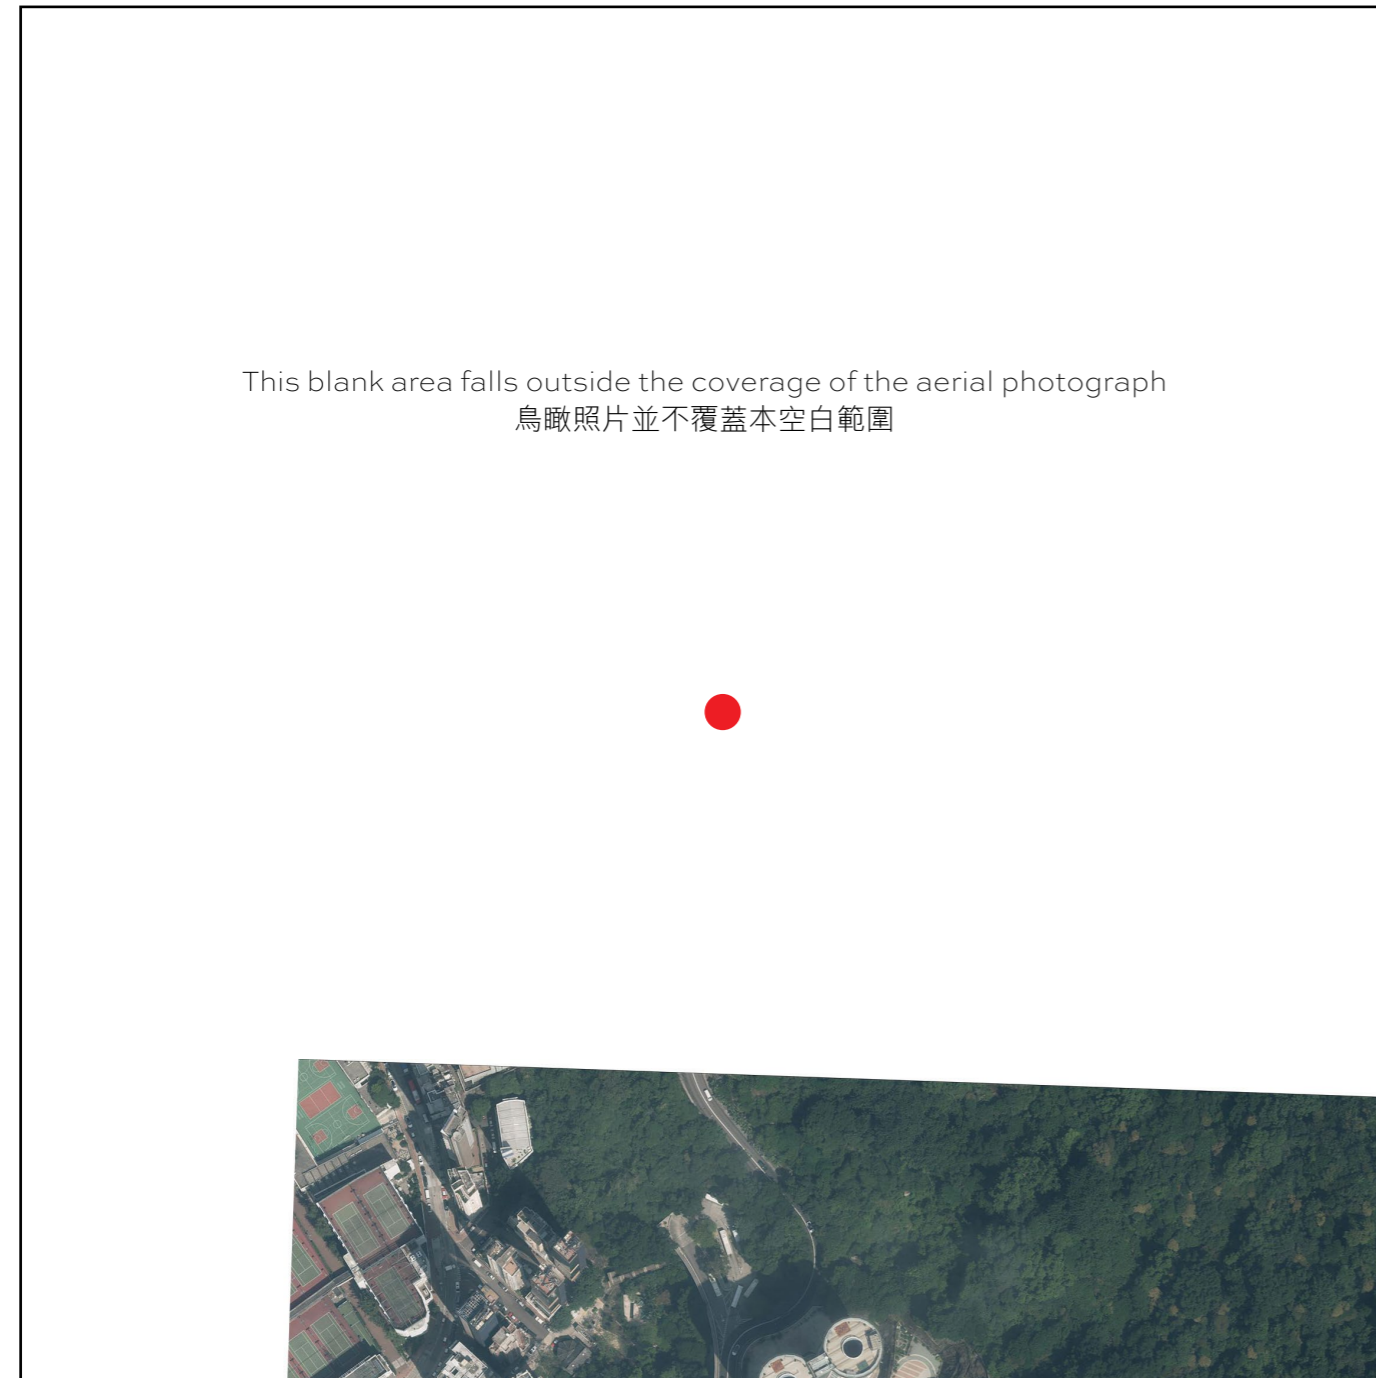 This blank area falls outside the coverage of the aerial photograph
鳥瞰照片並不覆蓋本空白範圍